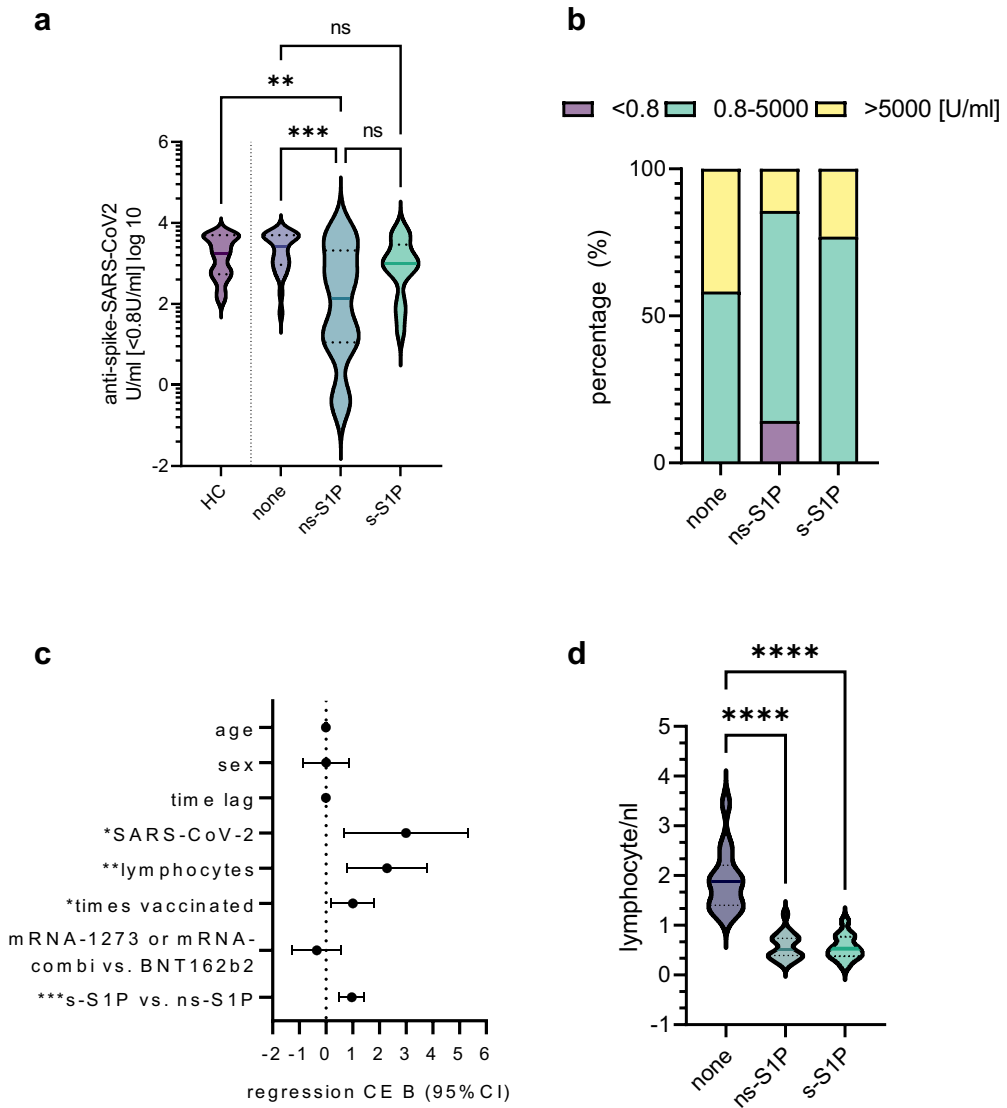 a
ns
**
***
ns
anti-spike-SARS-CoV2
U/ml [<0.8U/ml] log 10
6
4
2
0
-2
HC
none
ns-S1P
s-S1P
b
<0.8
0.8-5000
>5000 [U/ml]
percentage (%)
100
50
0
none
ns-S1P
s-S1P
c
age
sex
time lag
*SARS-CoV-2
**lymphocytes
*times vaccinated
mRNA-1273 or mRNA-
combi vs. BNT162b2
***s-S1P vs. ns-S1P
-2 -1 0 1 2 3 4 5 6
regression CE B (95%CI)
d
****
****
lymphocyte/nl
5
4
3
2
1
0
-1
none
ns-S1P
s-S1P